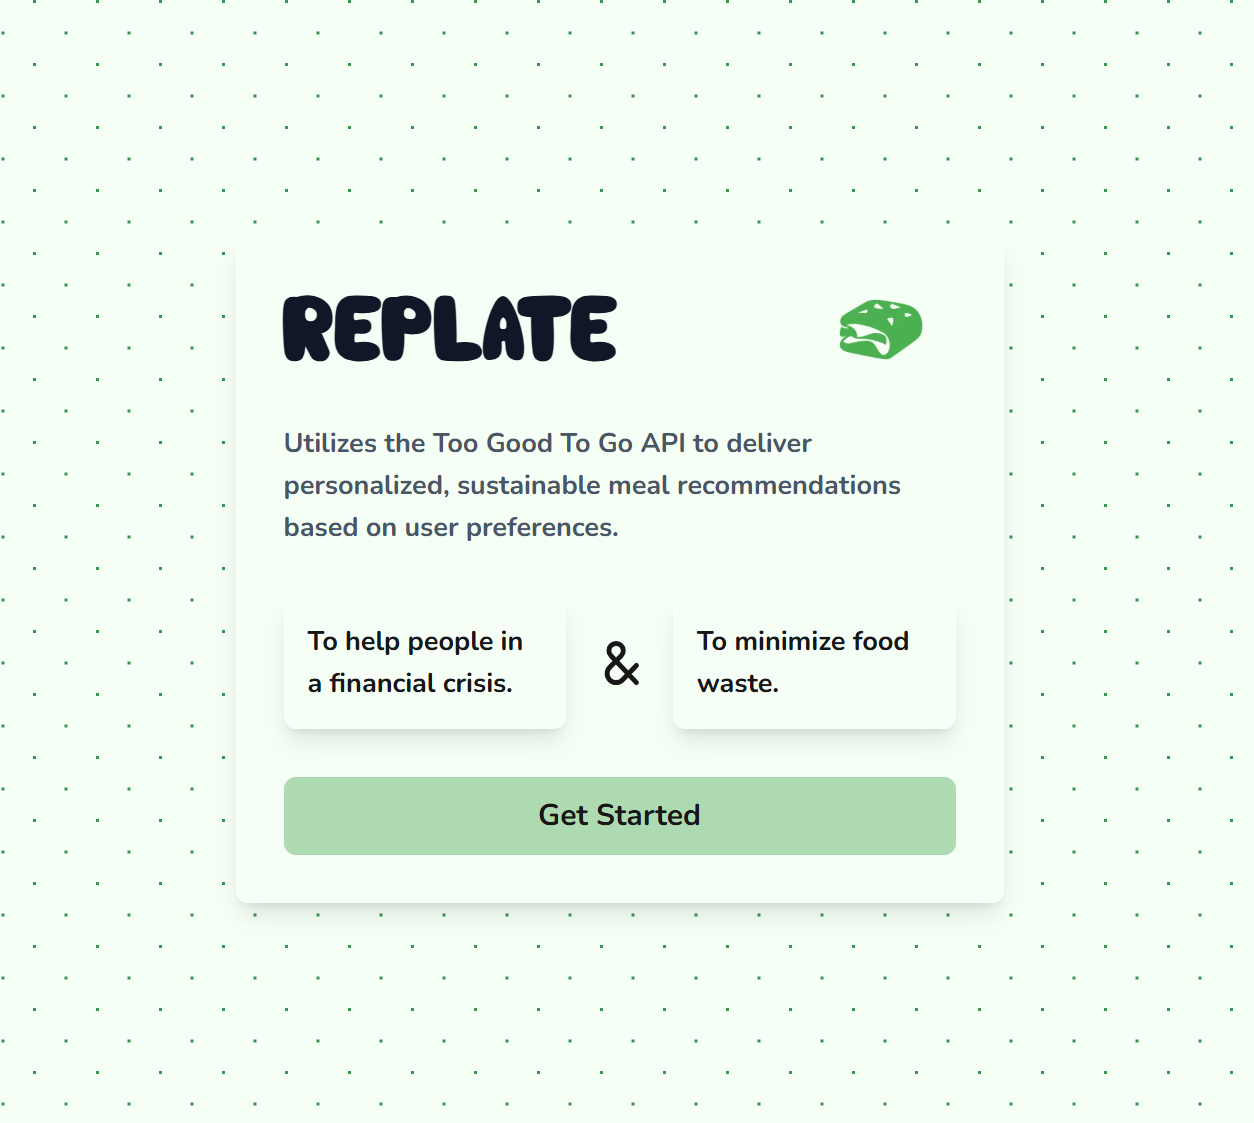 REPLATE
Utilizes the Too Good To Go API to deliver
personalized, sustainable meal recommendations
based on user preferences.
To help people in
a financial crisis.
&
To minimize food
waste.
Get Started